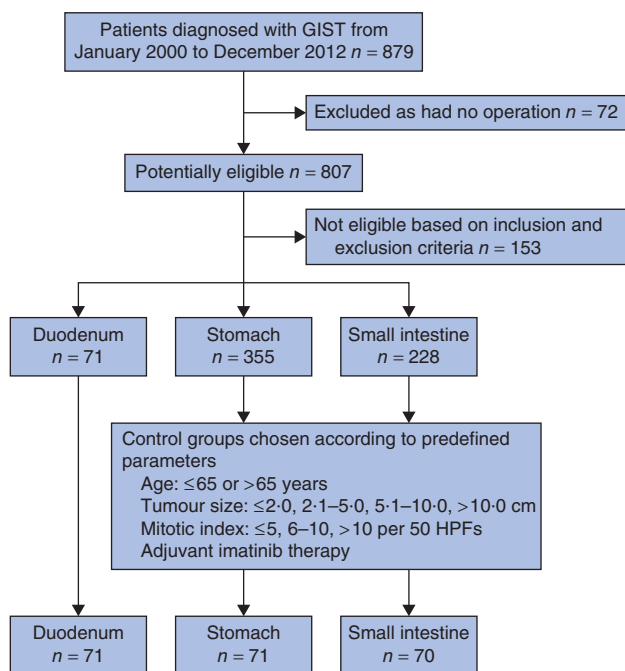 Patients diagnosed with GIST from
January 2000 to December 2012 n = 879
Excluded as had no operation n = 72
Potentially eligible n = 807
Not eligible based on inclusion and
exclusion criteria n = 153
Duodenum
n = 71
Stomach
n = 355
Small intestine
n = 228
Control groups chosen according to predefined
parameters
Age: ≤65 or >65 years
Tumour size: ≤2·0, 2·1–5·0, 5·1–10·0, >10·0 cm
Mitotic index: ≤5, 6–10, >10 per 50 HPFs
Adjuvant imatinib therapy
Duodenum
n = 71
Stomach
n = 71
Small intestine
n = 70